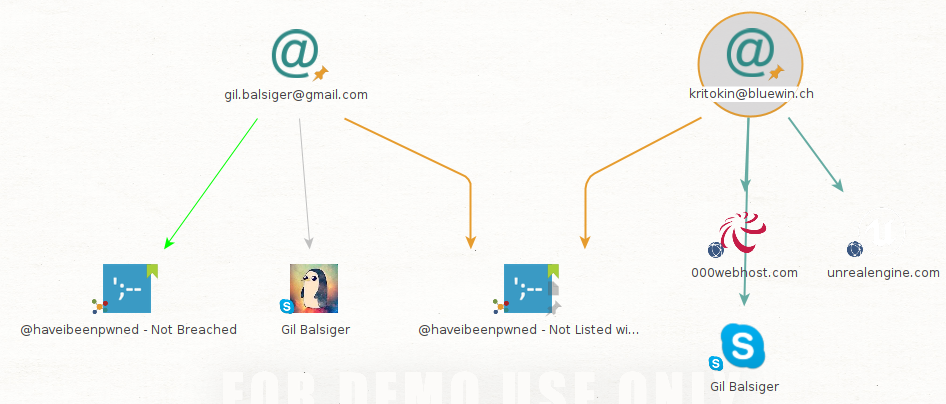 gil.balsiger@gmail.com
kritokin@bluewin.ch
000webhost.com
unrealengine.com
';--
';--
@haveibeenpwned - Not Breached
Gil Balsiger
@haveibeenpwned - Not Listed wi...
Gil Balsiger
FOR DEMO USE ONLY